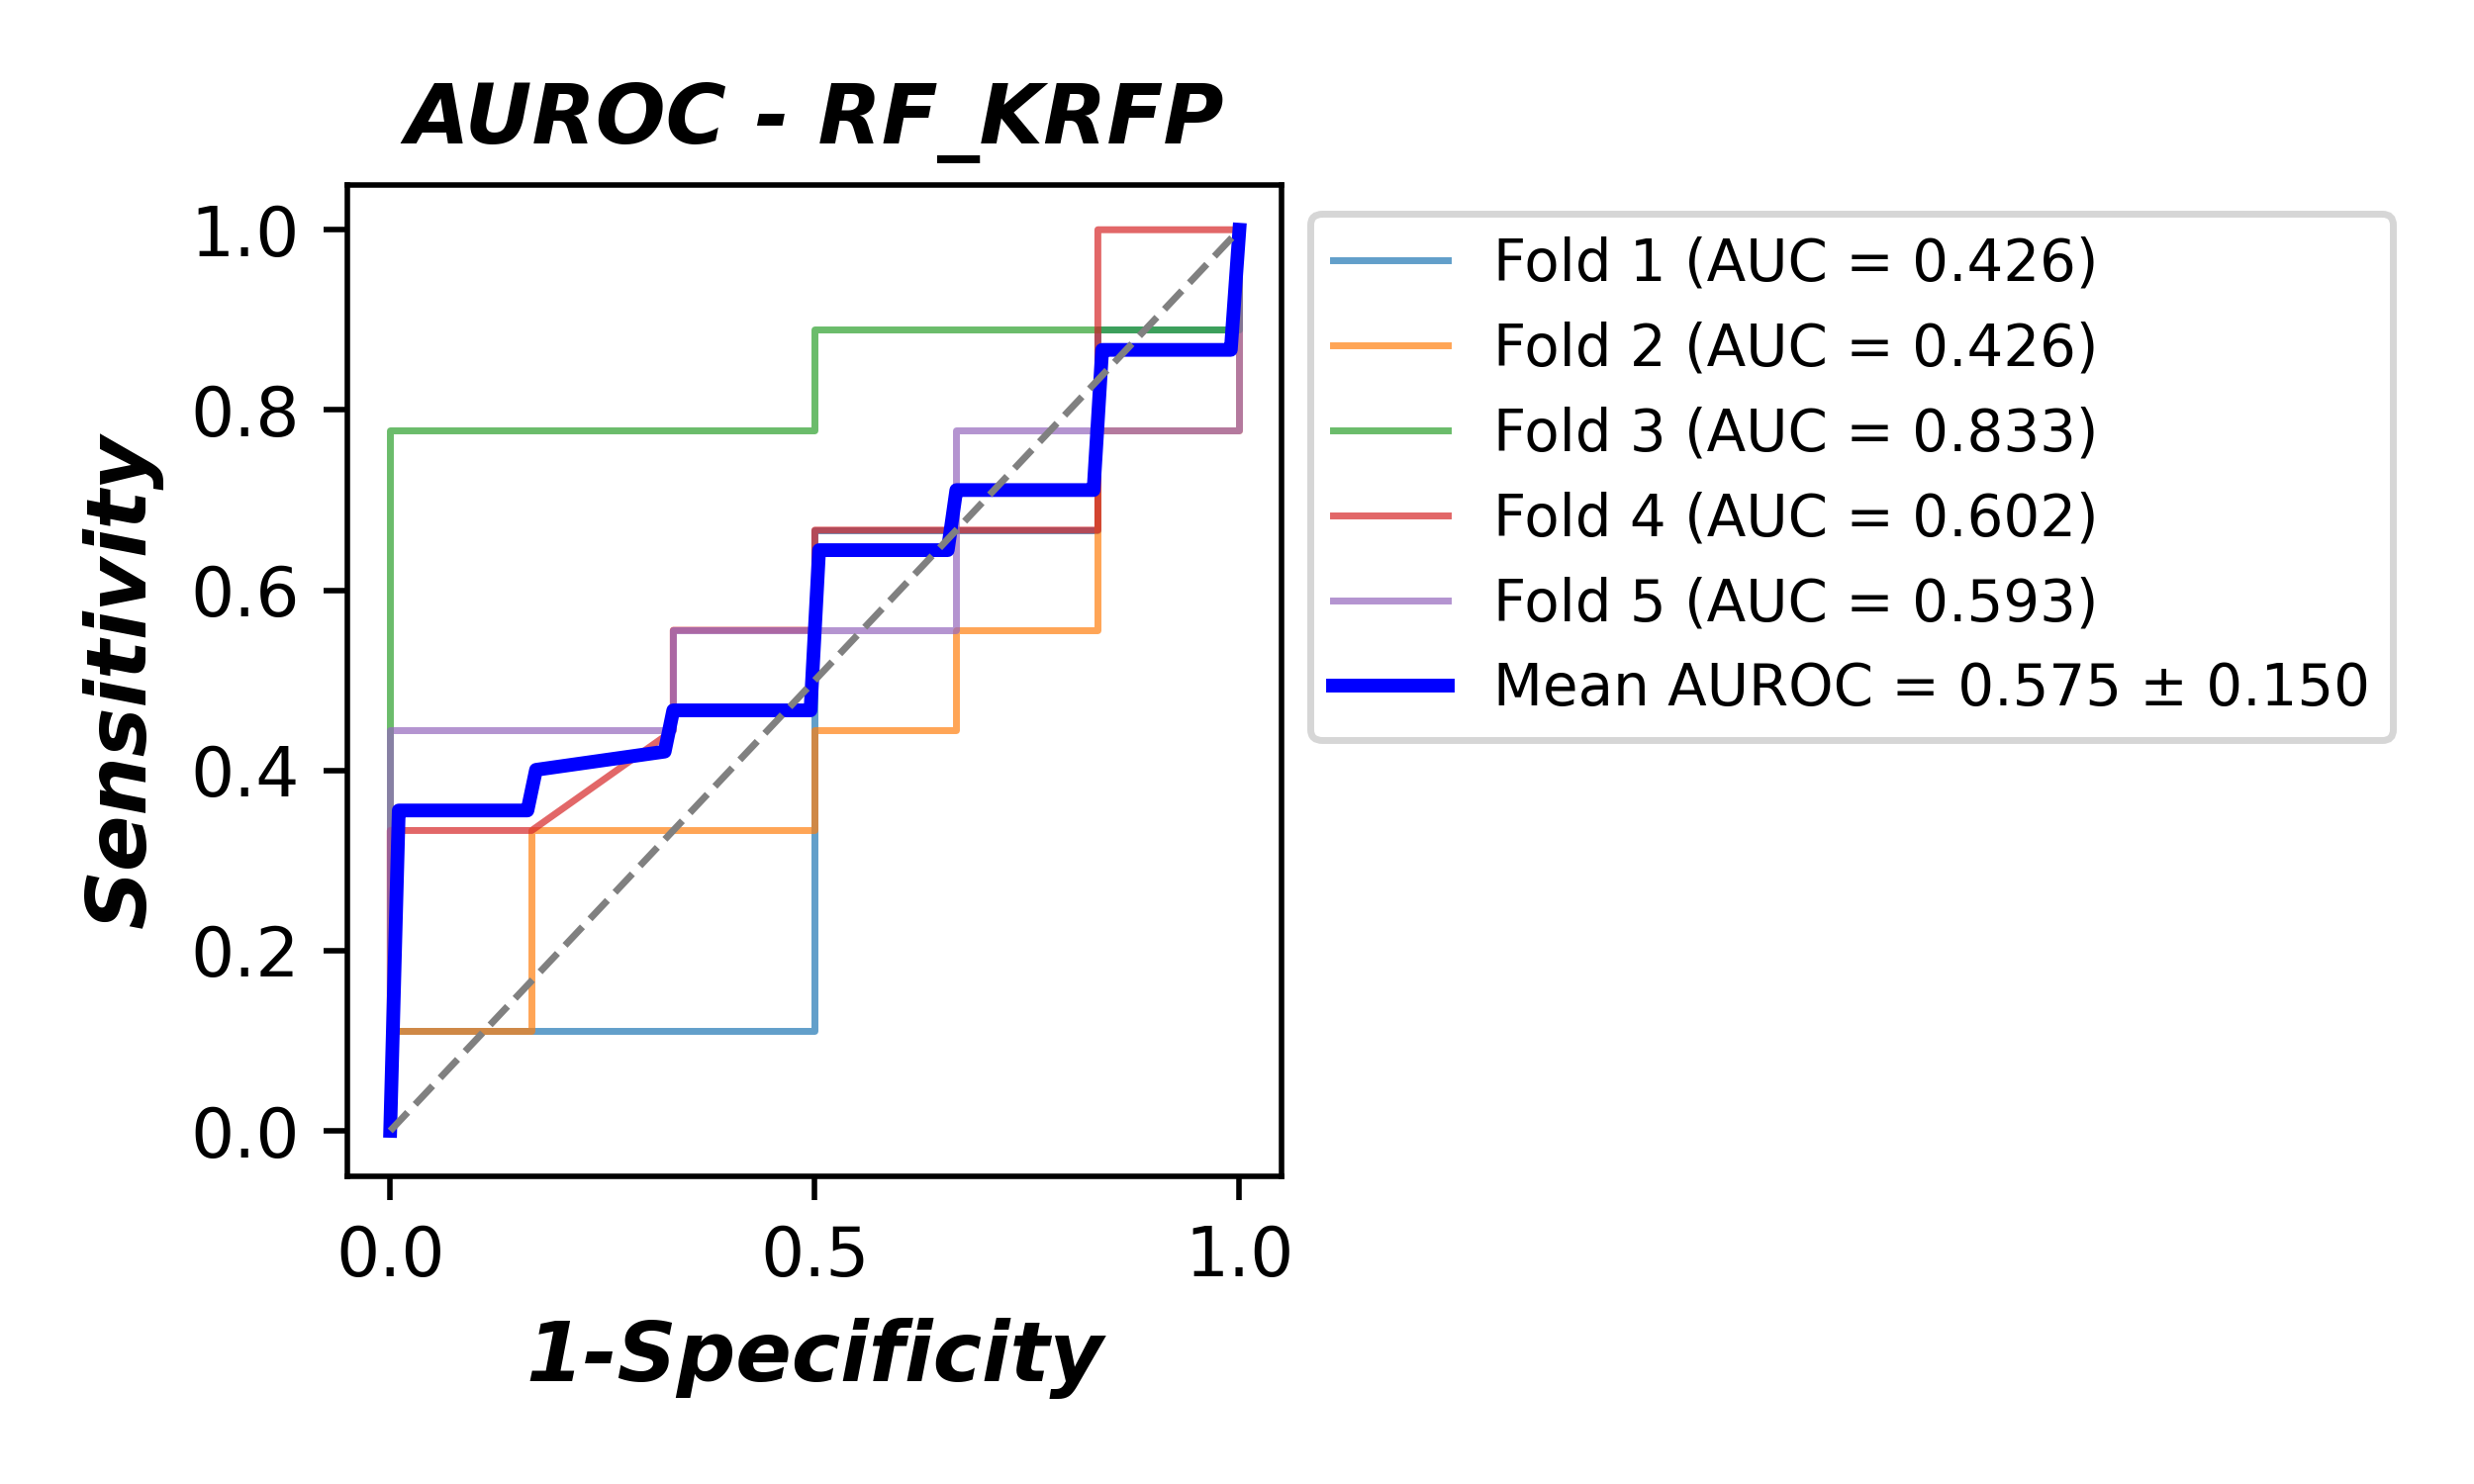 AUROC - RF_KRFP
Sensitivity
1.0
0.8
0.6
0.4
0.2
0.0
0.0 0.5 1.0
1-Specificity
Fold 1 (AUC = 0.426)
Fold 2 (AUC = 0.426)
Fold 3 (AUC = 0.833)
Fold 4 (AUC = 0.602)
Fold 5 (AUC = 0.593)
Mean AUROC = 0.575 ± 0.150